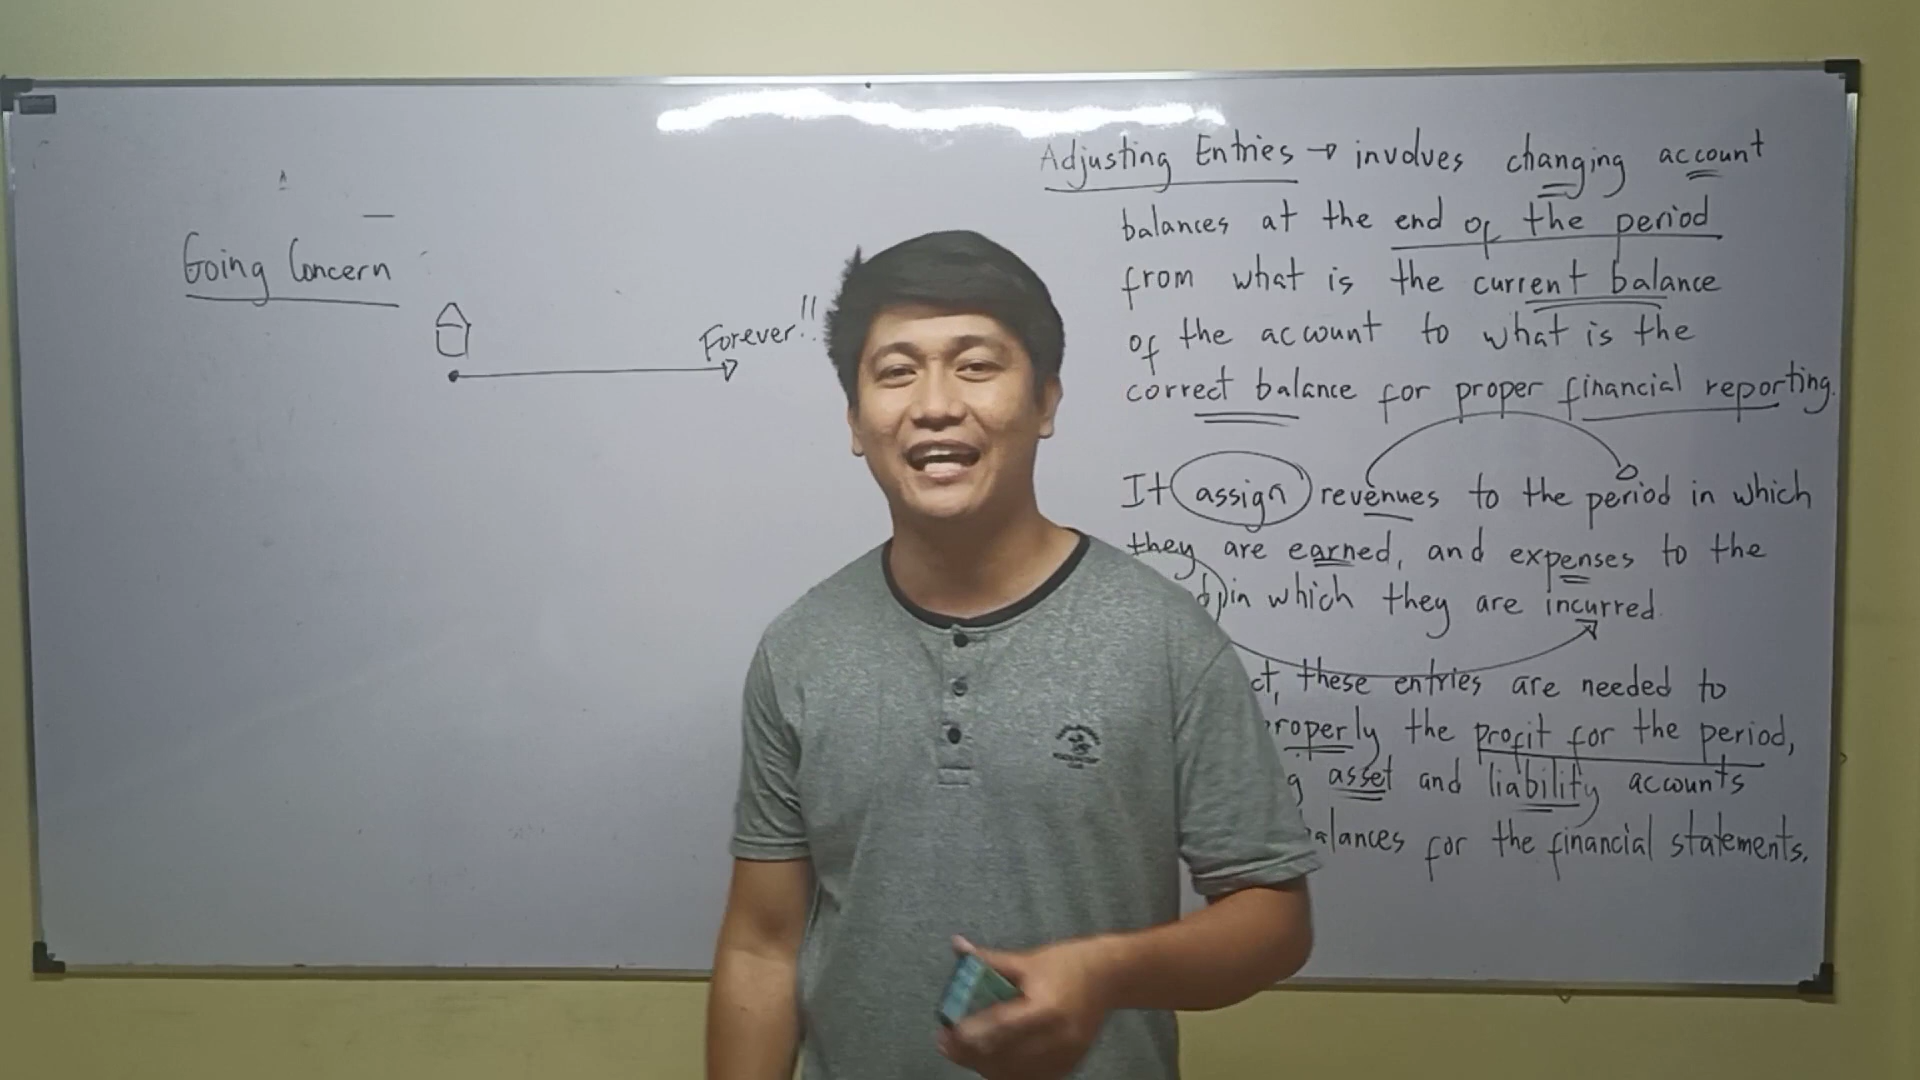 Going Concern
Forever!!
Adjusting Entries → involves changing account
balances at the end of the period
from what is the current balance
of the account to what is the
correct balance for proper financial reporting.
It assign revenues to the period in which
they are earned, and expenses to the
in which they are incurred.
these entries are needed to
the profit for the period,
asset and liability accounts
for the financial statements.